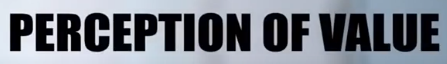 PERCEPTION OF VALUE